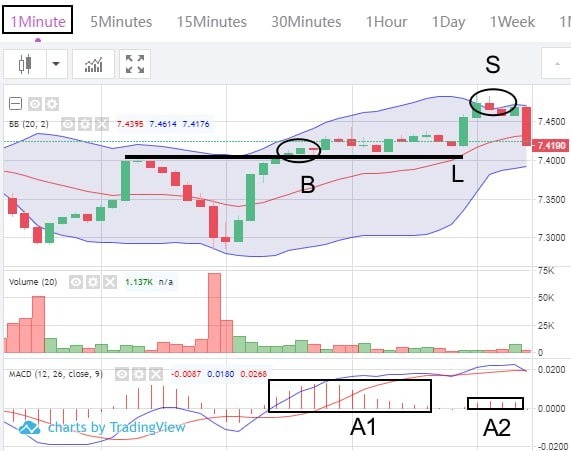 1Minute 5Minutes 15Minutes 30Minutes 1Hour 1Day 1Week
S
BB (20, 2) 7.4395 7.4614 7.4176
7.4500
7.4190
7.4000
B
L
7.3500
7.3000
Volume (20) 1.137K n/a
75K
50K
25K
0
MACD (12, 26, close, 9) -0.0087 0.0180 0.0268
0.0200
0.0000
A1
A2
charts by TradingView
-0.0200